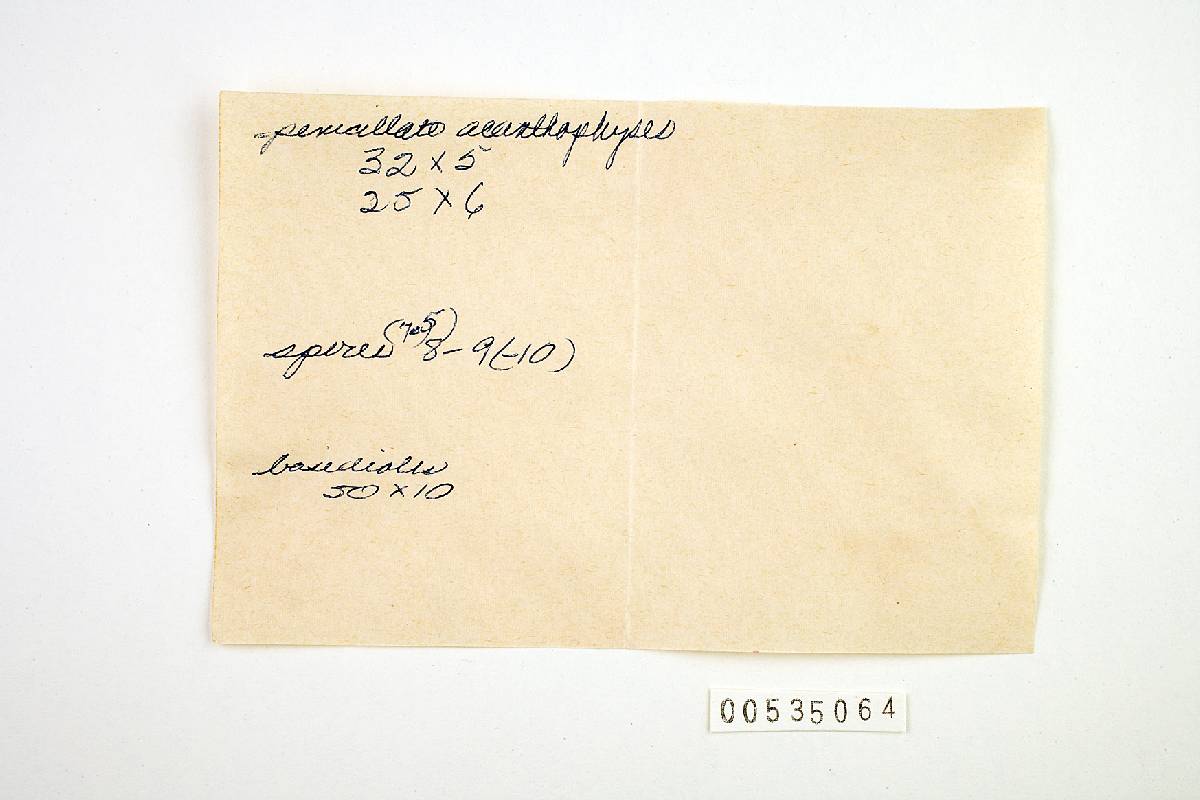 penicillate acanthophyses
32 x 5
25 x 6
spores (7.5) 8-9 (-10)
basidioles
50 x 10
00535064